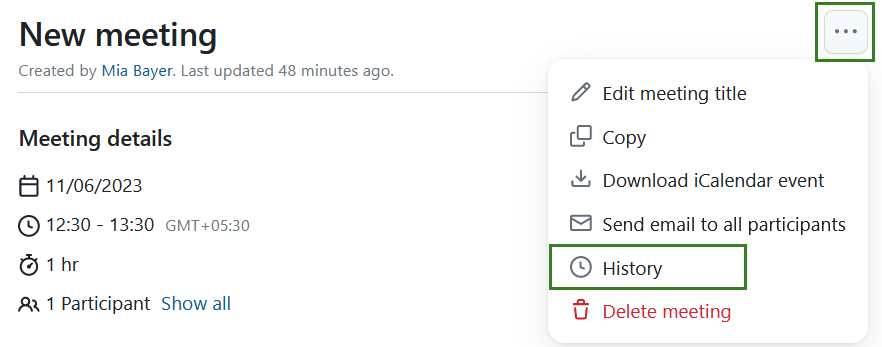 New meeting
Created by Mia Bayer. Last updated 48 minutes ago.
Meeting details
11/06/2023
12:30 - 13:30 GMT+05:30
1 hr
1 Participant Show all
Edit meeting title
Copy
Download iCalendar event
Send email to all participants
History
Delete meeting